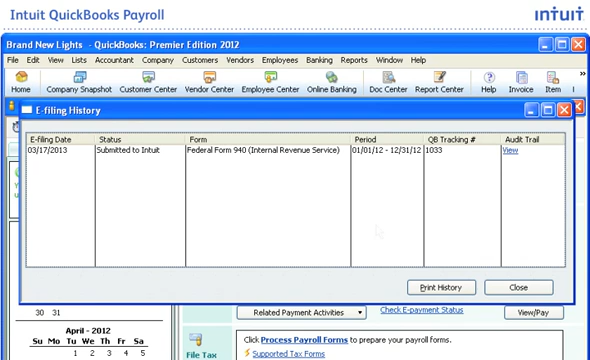 Intuit QuickBooks Payroll
intuit
Brand New Lights - QuickBooks: Premier Edition 2012
File Edit View Lists Accountant Company Customers Vendors Employees Banking Reports Window Help
Home Company Snapshot Customer Center Vendor Center Employee Center Online Banking Doc Center Report Center Help Invoice Item
E-filing History
E-filing Date Status Form Period QB Tracking # Audit Trail
03/17/2013 Submitted to Intuit Federal Form 940 (Internal Revenue Service) 01/01/12 - 12/31/12 1033 View
Print History Close
30 31
Related Payment Activities Check E-payment Status View/Pay
April - 2012
Su Mo Tu We Th Fr Sa
1 2 3 4 5
File Tax
Click Process Payroll Forms to prepare your payroll forms.
Supported Tax Forms